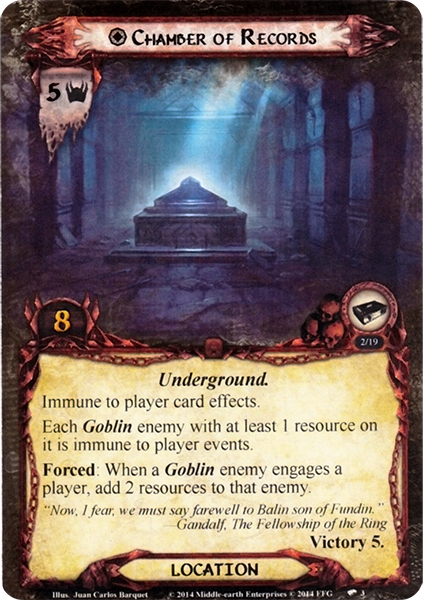 CHAMBER OF RECORDS
5
8
2/19
Underground.
Immune to player card effects.
Each Goblin enemy with at least 1 resource on
it is immune to player events.
Forced: When a Goblin enemy engages a
player, add 2 resources to that enemy.
“Now, I fear, we must say farewell to Balin son of Fundin.”
—Gandalf, The Fellowship of the Ring
Victory 5.
LOCATION
Illus. Juan Carlos Barquet © 2014 Middle-earth Enterprises © 2014 FFG 3